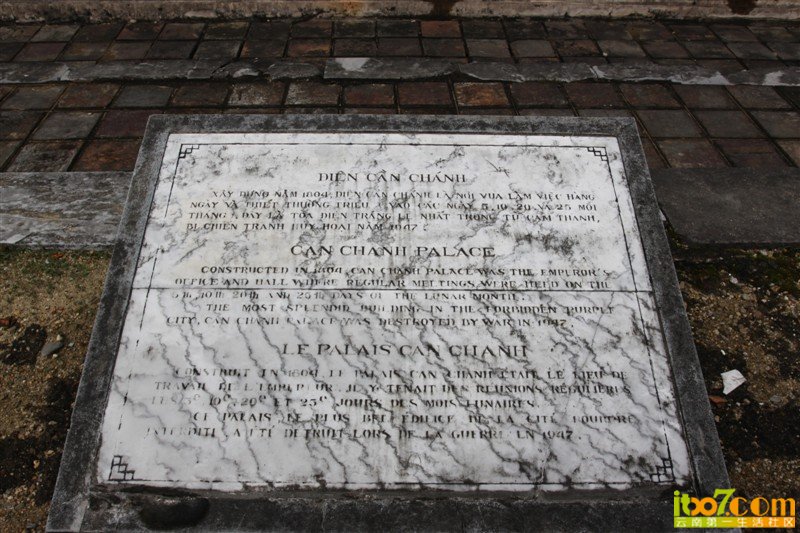 ĐIỆN CẦN CHÁNH
XÂY DỰNG NĂM 1804, ĐIỆN CẦN CHÁNH LÀ NƠI VUA LÀM VIỆC HÀNG
NGÀY VÀ THIẾT THƯỜNG TRIỀU VÀO CÁC NGÀY 5, 10, 20 VÀ 25 MỖI
THÁNG. ĐÂY LÀ TÒA ĐIỆN TRÁNG LỆ NHẤT TRONG TỬ CẤM THÀNH,
BỊ CHIẾN TRANH HỦY HOẠI NĂM 1947.
CAN CHANH PALACE
CONSTRUCTED IN 1804, CAN CHANH PALACE WAS THE EMPEROR'S
OFFICE AND HALL WHERE REGULAR MEETINGS WERE HELD ON THE
5th, 10th, 20th AND 25th DAYS OF THE LUNAR MONTH.
THE MOST SPLENDID BUILDING IN THE FORBIDDEN PURPLE
CITY, CAN CHANH PALACE WAS DESTROYED BY WAR IN 1947.
LE PALAIS CAN CHANH
CONSTRUIT EN 1804, LE PALAIS CAN CHANH ÉTAIT LE LIEU DE
TRAVAIL DE L'EMPEREUR. IL Y TENAIT DES RÉUNIONS RÉGULIÈRES
LES 5e, 10e, 20e ET 25e JOURS DES MOIS LUNAIRES.
CE PALAIS, LE PLUS BEL ÉDIFICE DE LA CITÉ POURPRE
INTERDITE A ÉTÉ DÉTRUIT LORS DE LA GUERRE EN 1947.
itbo7.com
云南第一生活社区